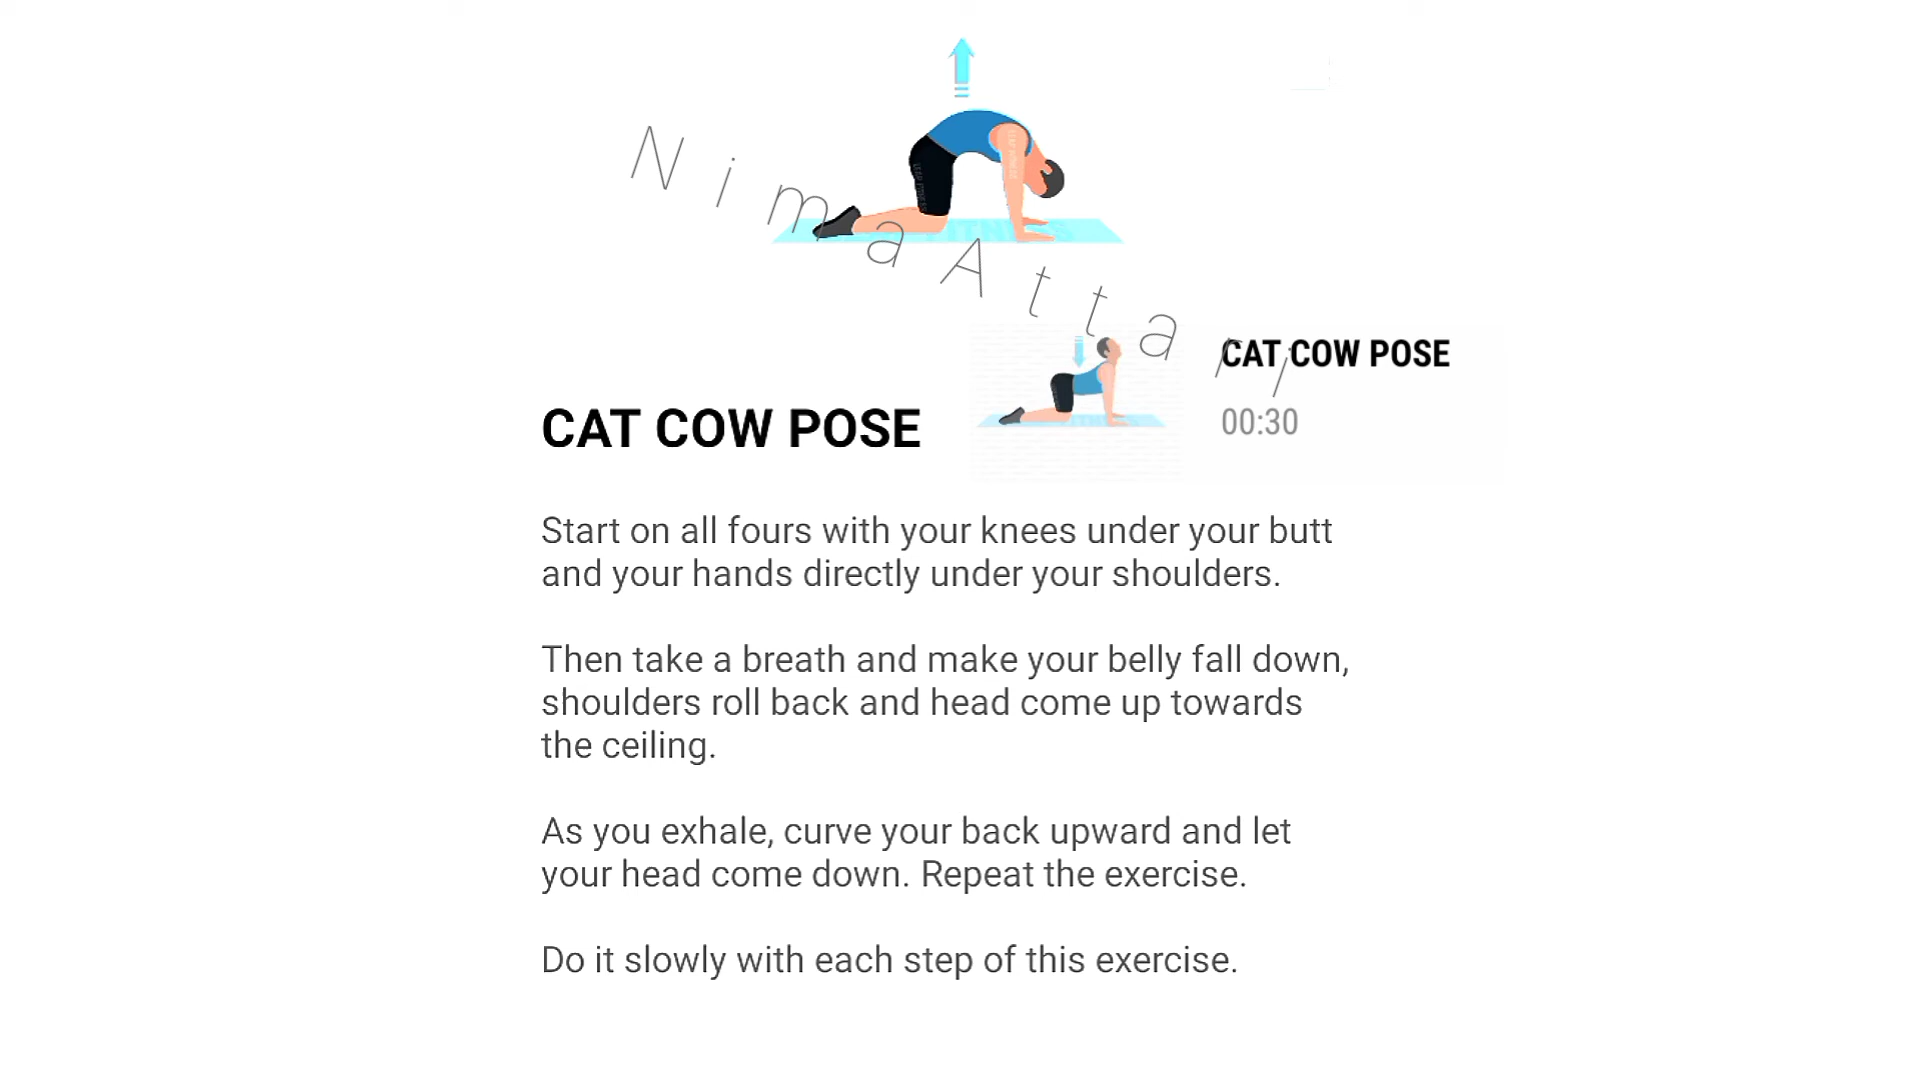 NimaAtta
CAT COW POSE
00:30
CAT COW POSE
Start on all fours with your knees under your butt
and your hands directly under your shoulders.
Then take a breath and make your belly fall down,
shoulders roll back and head come up towards
the ceiling.
As you exhale, curve your back upward and let
your head come down. Repeat the exercise.
Do it slowly with each step of this exercise.